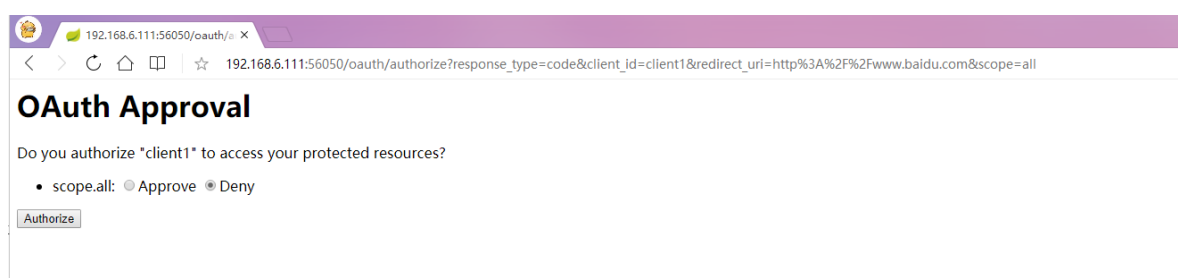 192.168.6.111:56050/oauth/a
192.168.6.111:56050/oauth/authorize?response_type=code&client_id=client1&redirect_uri=http%3A%2F%2Fwww.baidu.com&scope=all
OAuth Approval
Do you authorize "client1" to access your protected resources?
• scope.all: Approve Deny
Authorize